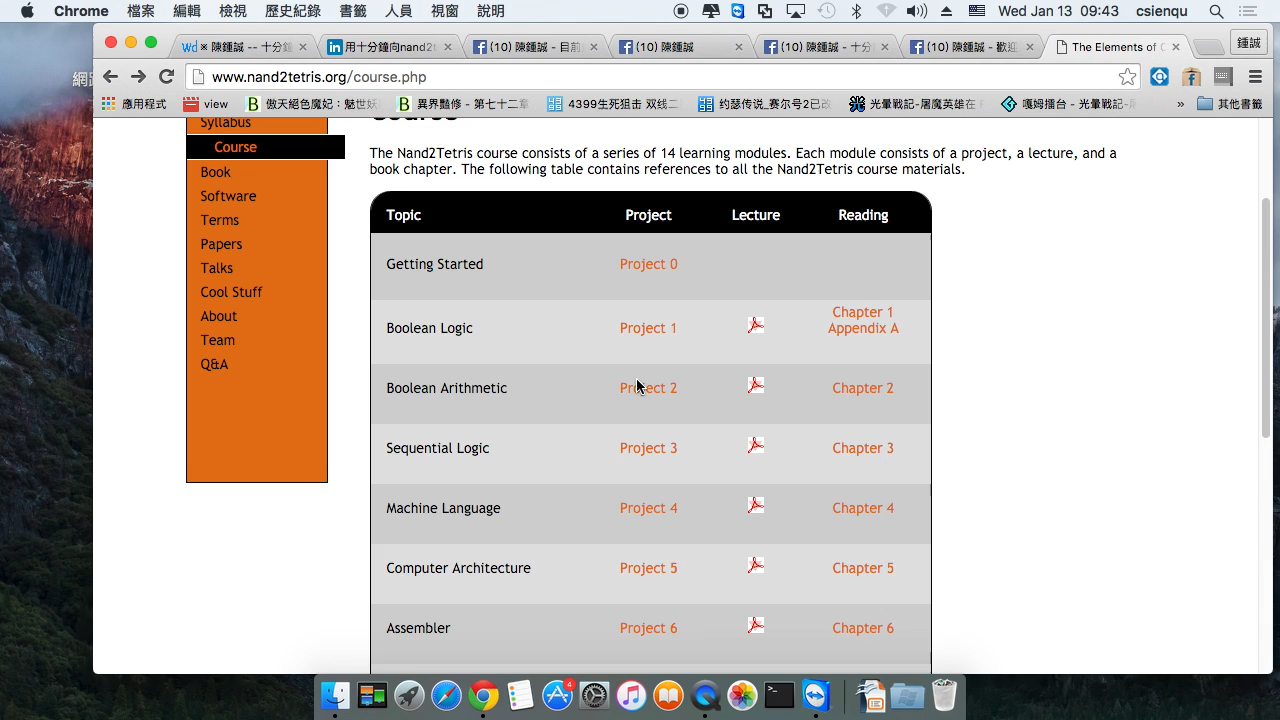 Chrome 檔案 編輯 檢視 歷史紀錄 書籤 人員 視窗 說明 Wed Jan 13 09:43 csienqu
Wd ※ 陳鍾誠 -- 十分鐘 用十分鐘向nand2t (10) 陳鍾誠 - 目前 (10) 陳鍾誠 (10) 陳鍾誠 - 十分 (10) 陳鍾誠 - 歡迎 The Elements of C 鍾誠
www.nand2tetris.org/course.php
應用程式 view 傲天絕色魔妃：魅世妖 異界醫修 - 第七十二章 4399生死狙击 双线二 约瑟传说_赛尔号2已改 光暈戰記-屠魔英雄在 嘎姆擂台 - 光暈戰記- » 其他書籤
Syllabus
Course
Book
Software
Terms
Papers
Talks
Cool Stuff
About
Team
Q&A
Course
The Nand2Tetris course consists of a series of 14 learning modules. Each module consists of a project, a lecture, and a
book chapter. The following table contains references to all the Nand2Tetris course materials.
Topic Project Lecture Reading
Getting Started Project 0
Boolean Logic Project 1 Chapter 1
Appendix A
Boolean Arithmetic Project 2 Chapter 2
Sequential Logic Project 3 Chapter 3
Machine Language Project 4 Chapter 4
Computer Architecture Project 5 Chapter 5
Assembler Project 6 Chapter 6
4